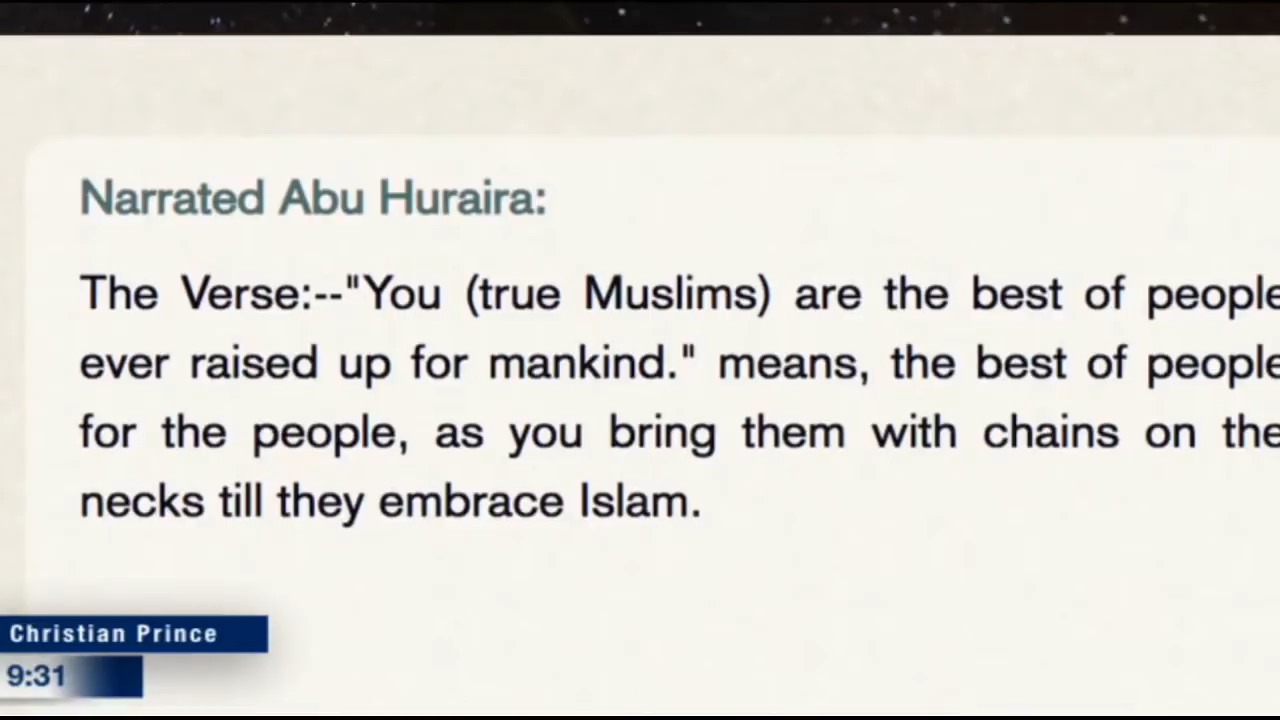 Narrated Abu Huraira:
The Verse:--"You (true Muslims) are the best of people
ever raised up for mankind." means, the best of people
for the people, as you bring them with chains on the
necks till they embrace Islam.
Christian Prince
9:31